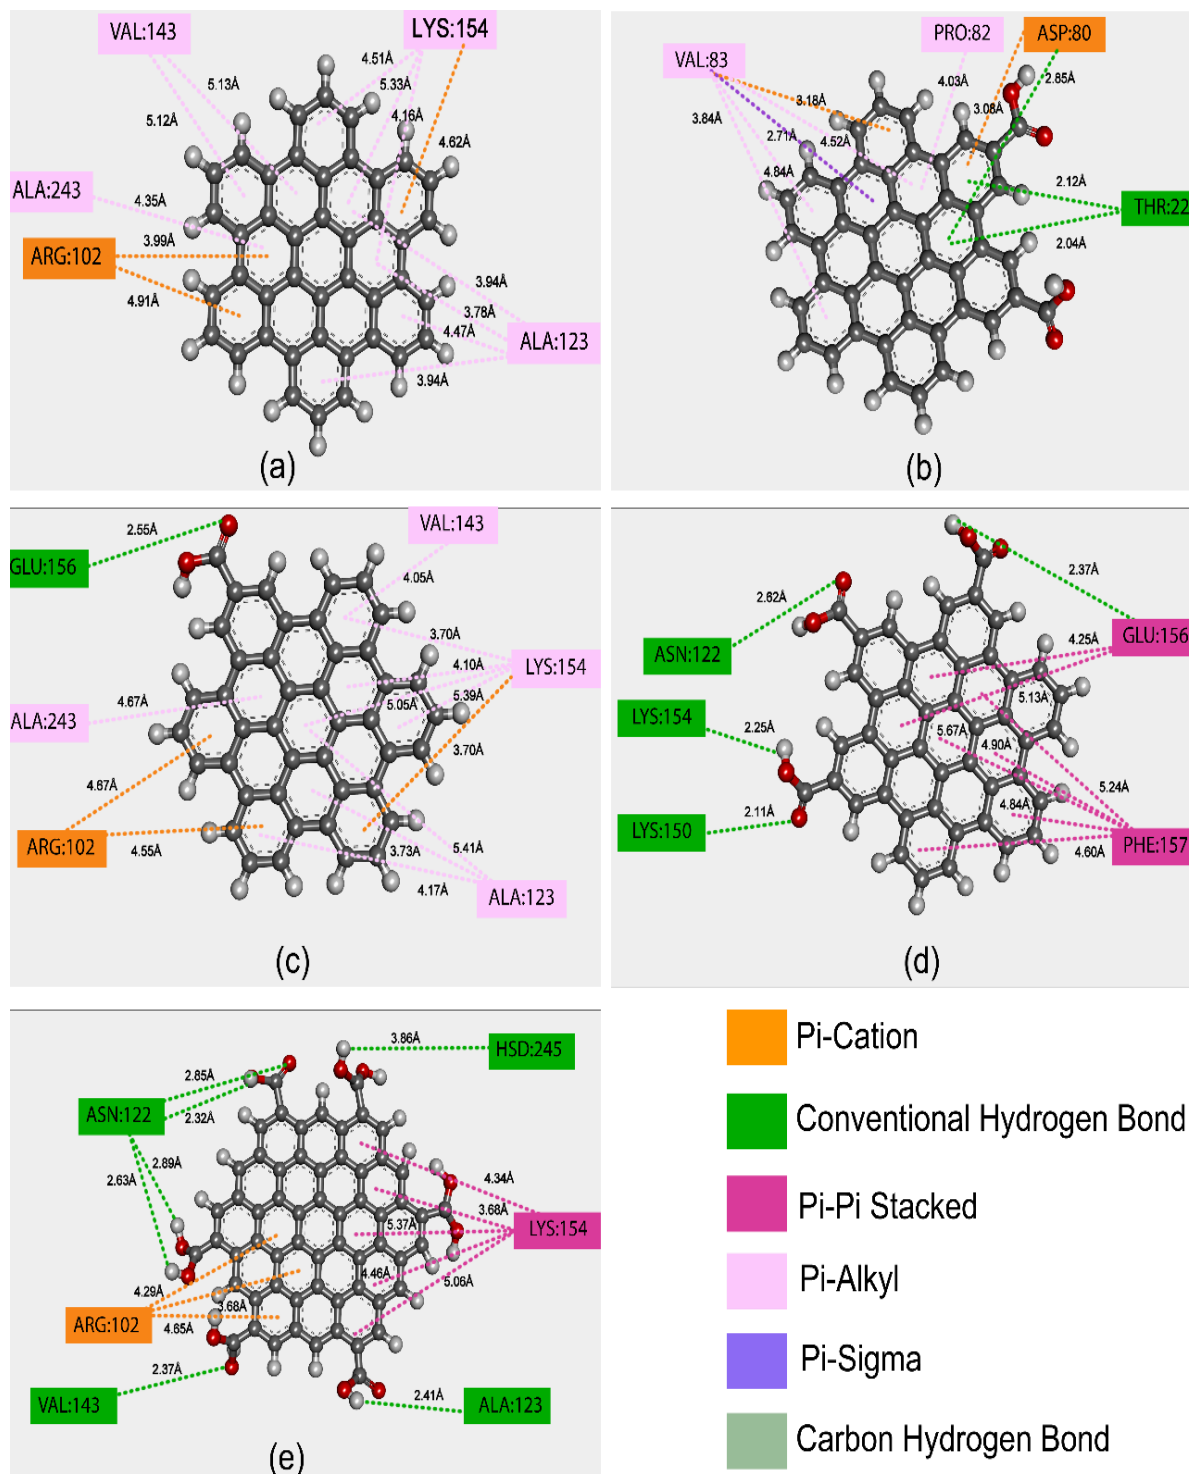 VAL:143
LYS:154
4.51Å
5.13Å
5.33Å
5.12Å
4.16Å
4.62Å
ALA:243
4.35Å
ARG:102
3.99Å
4.91Å
3.94Å
3.78Å
4.47Å
ALA:123
3.94Å
(a)
PRO:82
ASP:80
VAL:83
4.03Å
2.85Å
3.18Å
3.08Å
3.84Å
2.71Å
4.52Å
4.84Å
2.12Å
THR:22
2.04Å
(b)
2.55Å
VAL:143
GLU:156
4.05Å
3.70Å
4.10Å
LYS:154
4.67Å
5.05Å
5.39Å
ALA:243
3.70Å
4.67Å
ARG:102
4.55Å
3.73Å
5.41Å
4.17Å
ALA:123
(c)
2.37Å
2.62Å
ASN:122
4.25Å
GLU:156
5.13Å
LYS:154
2.25Å
5.67Å
4.90Å
5.24Å
2.11Å
4.84Å
LYS:150
4.60Å
PHE:157
(d)
3.86Å
HSD:245
2.85Å
ASN:122
2.32Å
2.89Å
2.63Å
4.34Å
3.68Å
5.37Å
LYS:154
4.46Å
5.06Å
4.29Å
3.68Å
ARG:102
4.65Å
2.37Å
VAL:143
2.41Å
ALA:123
(e)
Pi-Cation
Conventional Hydrogen Bond
Pi-Pi Stacked
Pi-Alkyl
Pi-Sigma
Carbon Hydrogen Bond